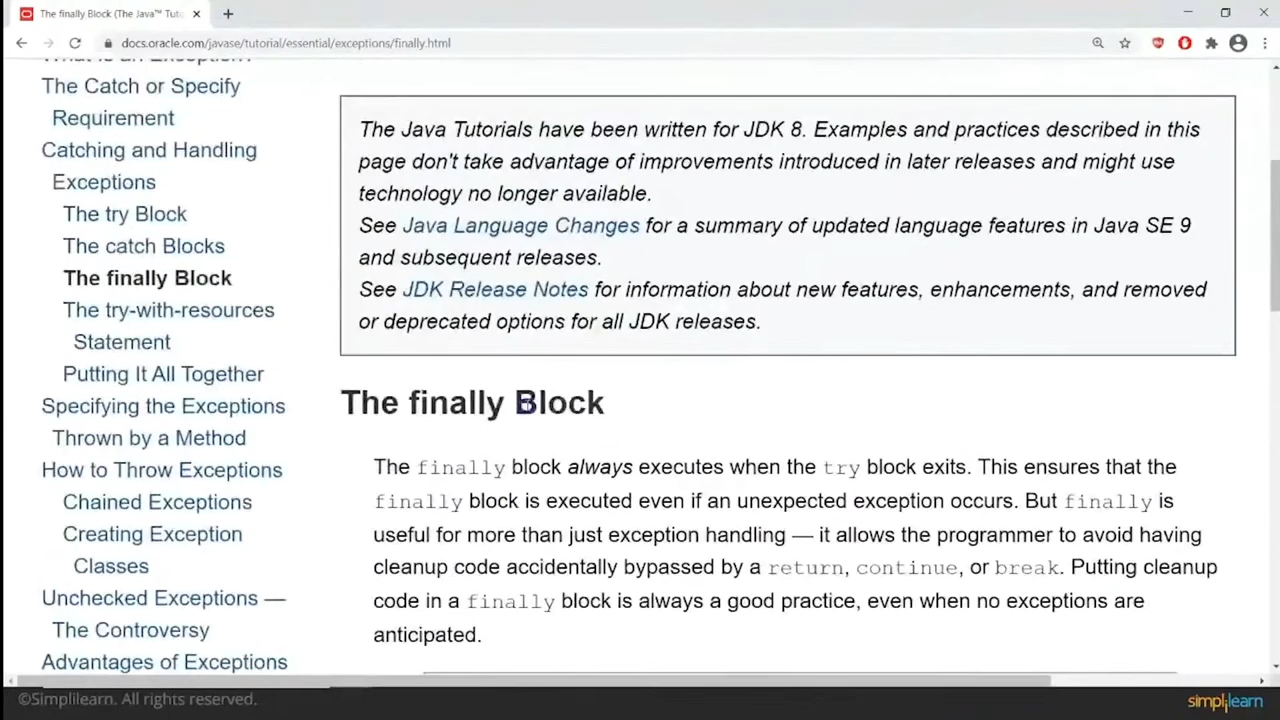 The finally Block (The Java™ Tuto
docs.oracle.com/javase/tutorial/essential/exceptions/finally.html
What Is an Exception?
The Catch or Specify
Requirement
Catching and Handling
Exceptions
The try Block
The catch Blocks
The finally Block
The try-with-resources
Statement
Putting It All Together
Specifying the Exceptions
Thrown by a Method
How to Throw Exceptions
Chained Exceptions
Creating Exception
Classes
Unchecked Exceptions —
The Controversy
Advantages of Exceptions
The Java Tutorials have been written for JDK 8. Examples and practices described in this
page don't take advantage of improvements introduced in later releases and might use
technology no longer available.
See Java Language Changes for a summary of updated language features in Java SE 9
and subsequent releases.
See JDK Release Notes for information about new features, enhancements, and removed
or deprecated options for all JDK releases.
The finally Block
The finally block always executes when the try block exits. This ensures that the
finally block is executed even if an unexpected exception occurs. But finally is
useful for more than just exception handling — it allows the programmer to avoid having
cleanup code accidentally bypassed by a return, continue, or break. Putting cleanup
code in a finally block is always a good practice, even when no exceptions are
anticipated.
©Simplilearn. All rights reserved.
simplilearn